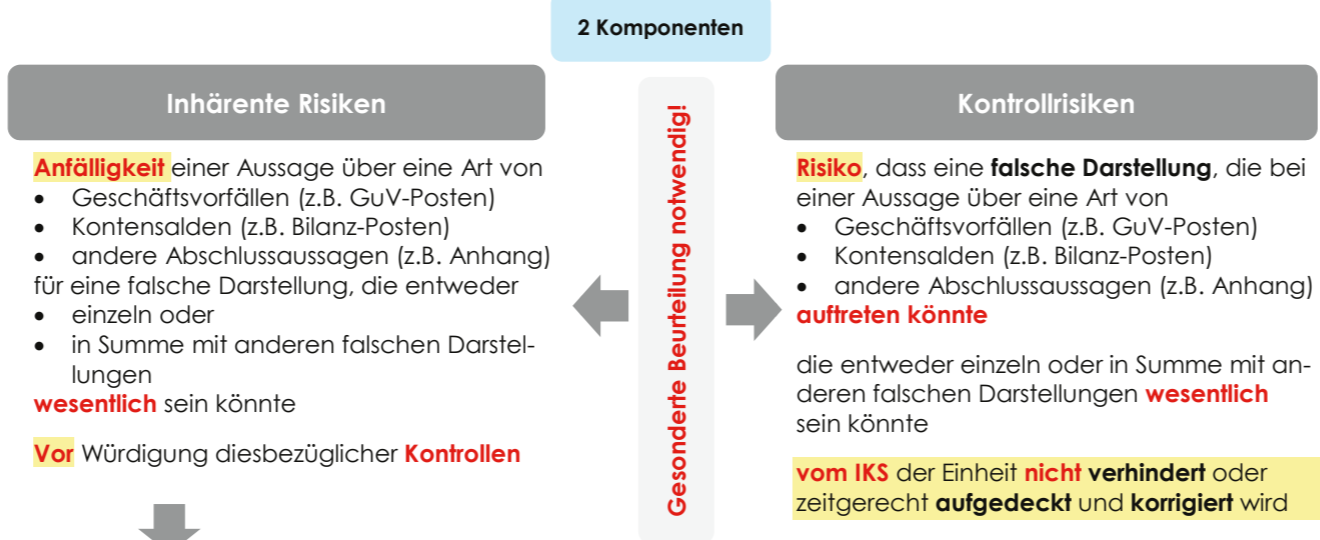 2 Komponenten
Inhärente Risiken
Anfälligkeit einer Aussage über eine Art von
• Geschäftsvorfällen (z.B. GuV-Posten)
• Kontensalden (z.B. Bilanz-Posten)
• andere Abschlussaussagen (z.B. Anhang)
für eine falsche Darstellung, die entweder
• einzeln oder
• in Summe mit anderen falschen Darstel-
lungen
wesentlich sein könnte
Vor Würdigung diesbezüglicher Kontrollen
Gesonderte Beurteilung notwendig!
Kontrollrisiken
Risiko, dass eine falsche Darstellung, die bei
einer Aussage über eine Art von
• Geschäftsvorfällen (z.B. GuV-Posten)
• Kontensalden (z.B. Bilanz-Posten)
• andere Abschlussaussagen (z.B. Anhang)
auftreten könnte
die entweder einzeln oder in Summe mit an-
deren falschen Darstellungen wesentlich
sein könnte
vom IKS der Einheit nicht verhindert oder
zeitgerecht aufgedeckt und korrigiert wird